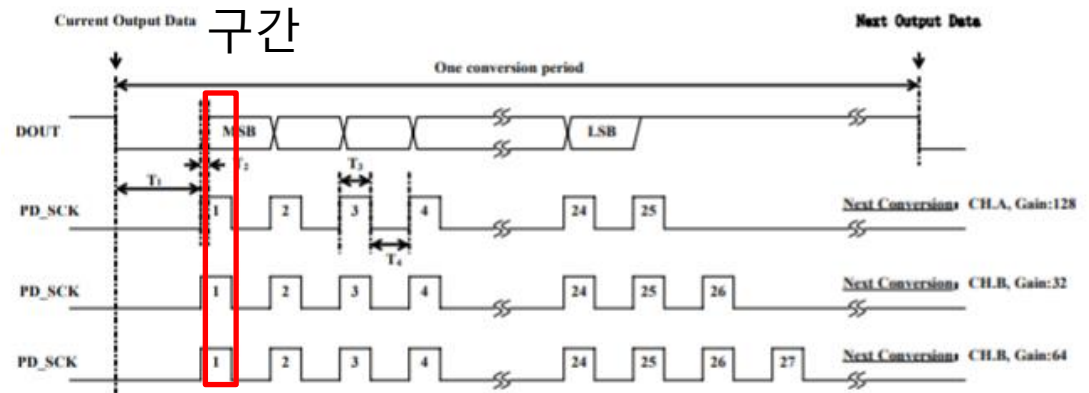 Current Output Data
구간
Next Output Data
One conversion period
DOUT
MSB
LSB
T₁
T₂
T₃
PD_SCK
1 2 3 4 24 25
Next Conversion: CH.A, Gain:128
T₄
PD_SCK
1 2 3 4 24 25 26
Next Conversion: CH.B, Gain:32
PD_SCK
1 2 3 4 24 25 26 27
Next Conversion: CH.B, Gain:64